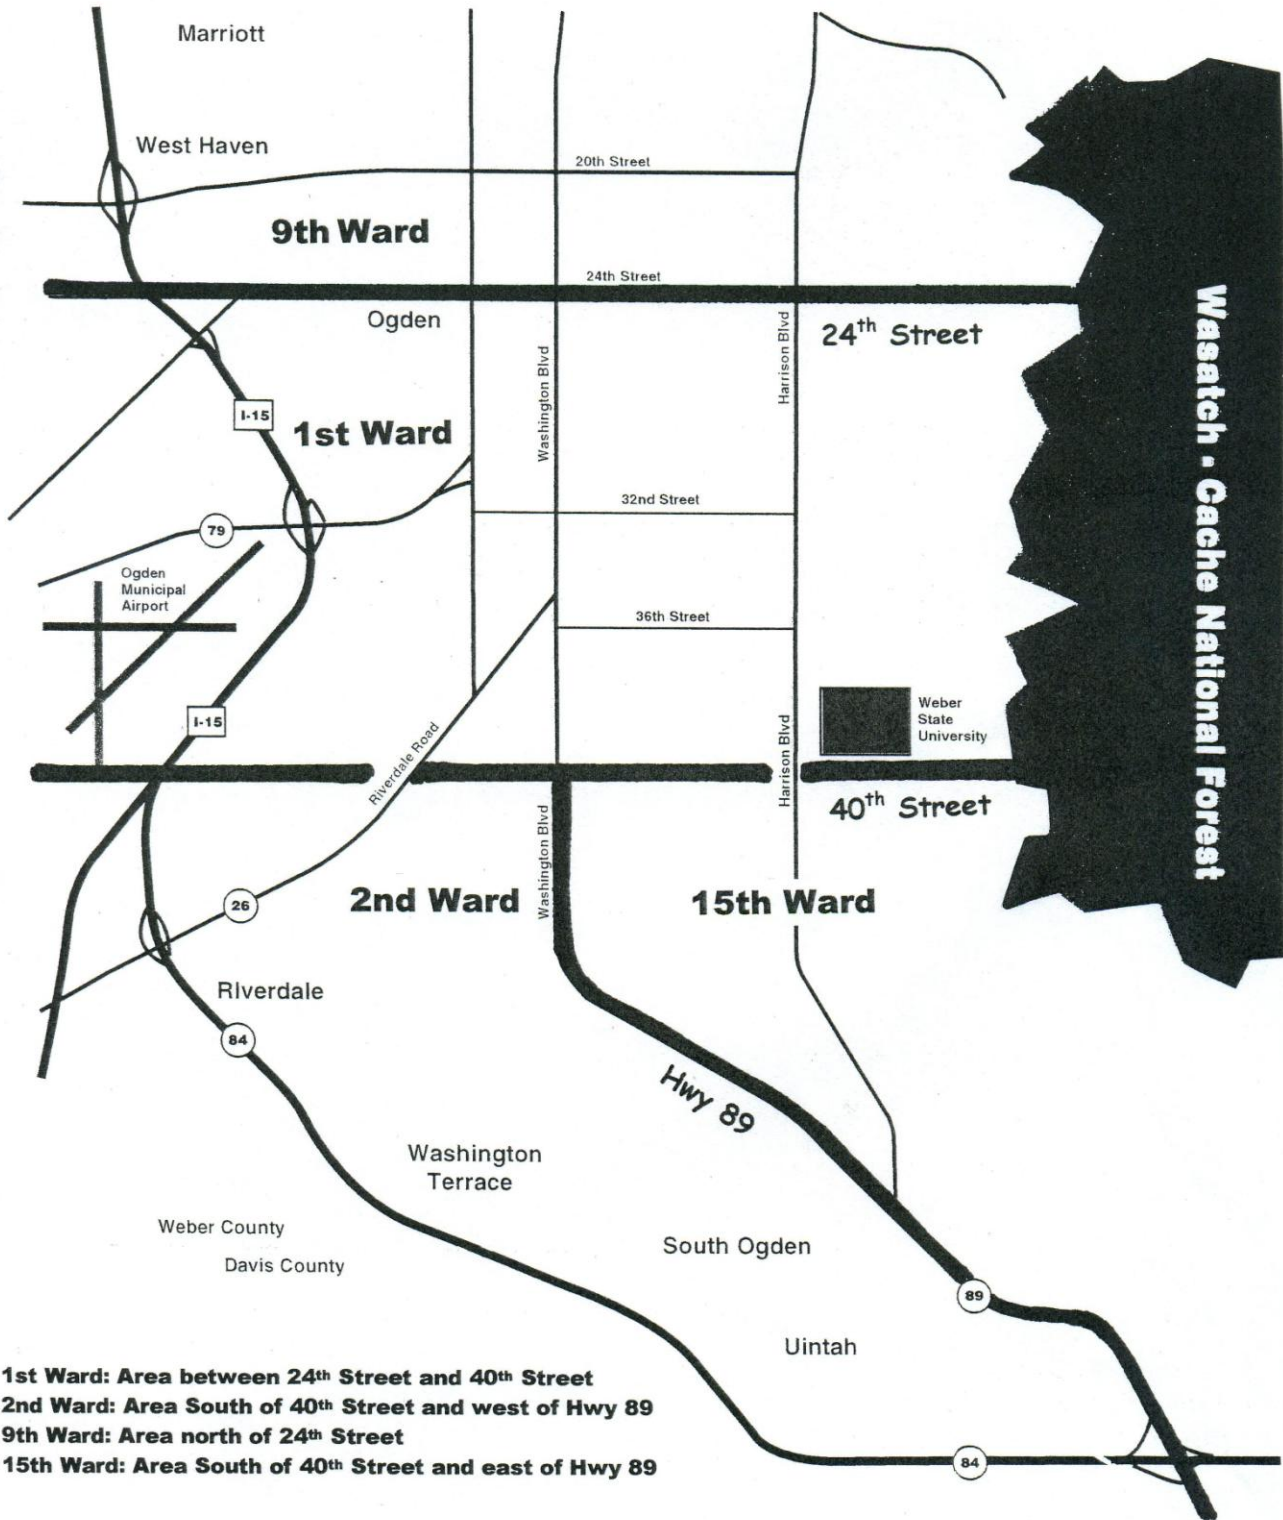 Marriott
West Haven
20th Street
9th Ward
24th Street
Ogden
24th Street
Washington Blvd
Harrison Blvd
I-15
1st Ward
32nd Street
79
Ogden
Municipal
Airport
36th Street
Wasatch - Cache National Forest
Weber
State
University
I-15
Riverdale Road
Harrison Blvd
40th Street
Washington Blvd
2nd Ward
15th Ward
26
RIverdale
84
Hwy 89
Washington
Terrace
Weber County
Davis County
South Ogden
89
Uintah
1st Ward: Area between 24th Street and 40th Street
2nd Ward: Area South of 40th Street and west of Hwy 89
9th Ward: Area north of 24th Street
15th Ward: Area South of 40th Street and east of Hwy 89
84